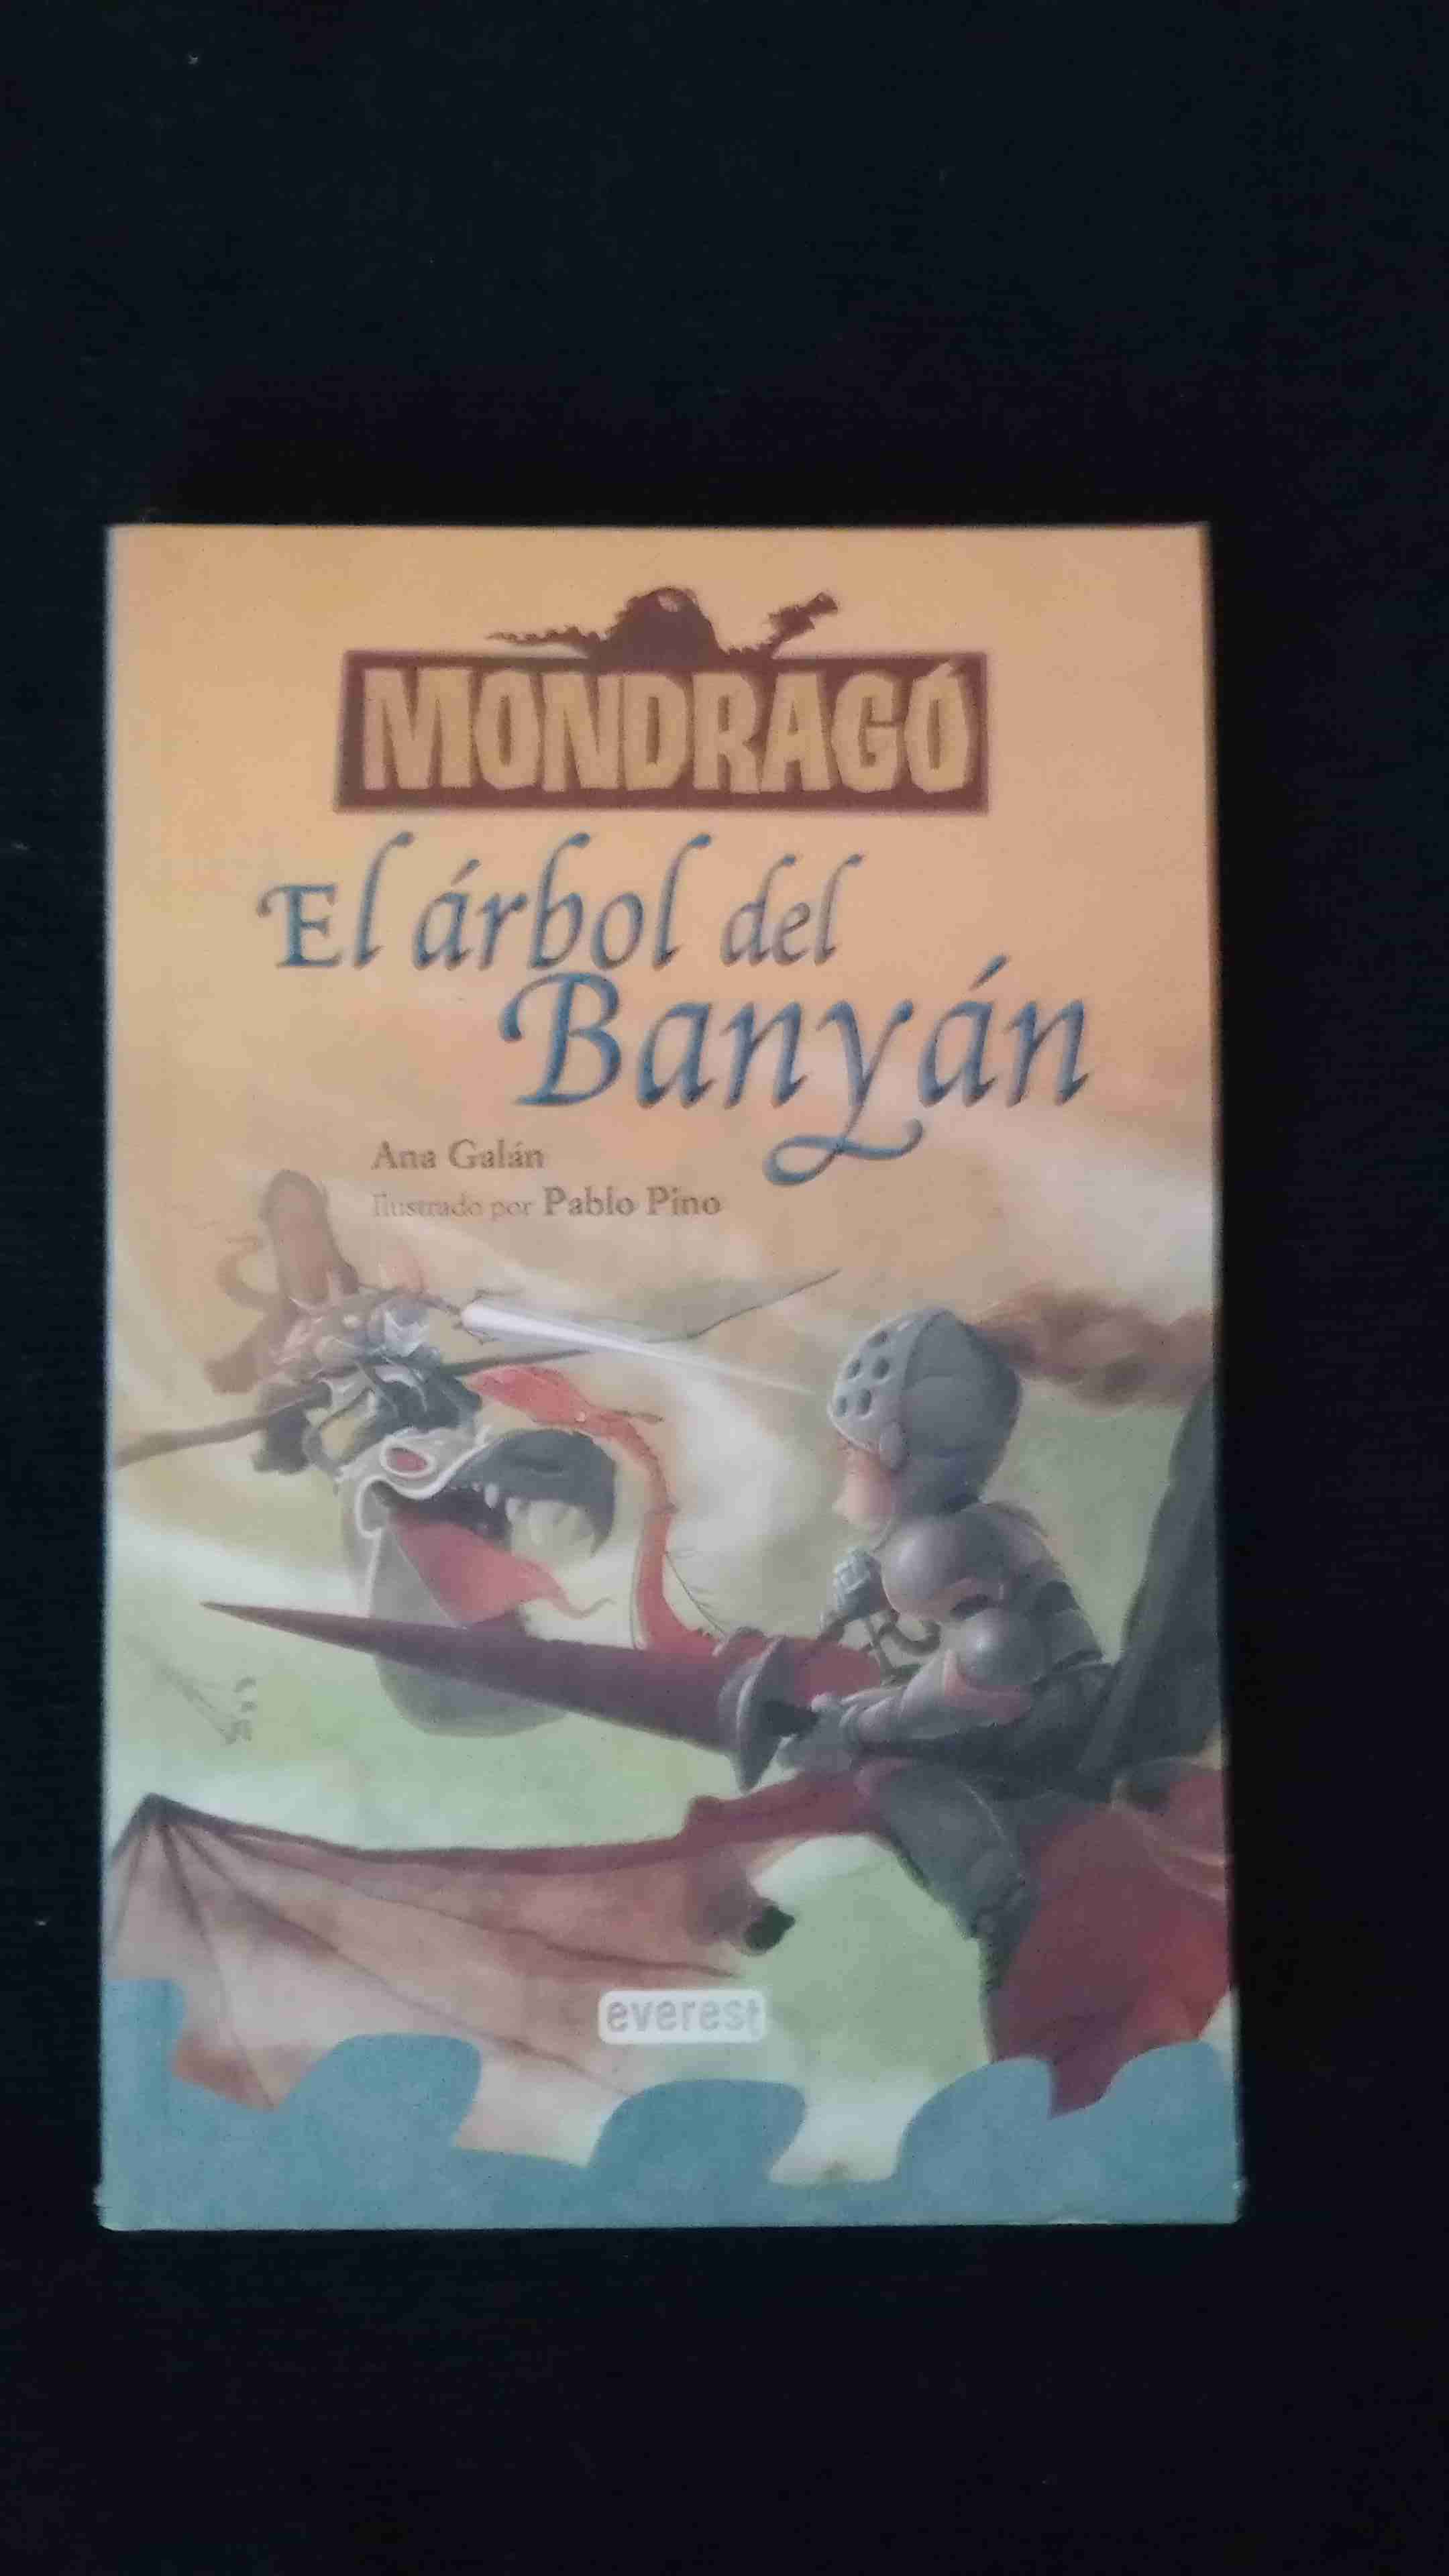 MONDRAGÓ
El árbol del
Banyán
Ana Galán
Ilustrado por Pablo Pino
everest